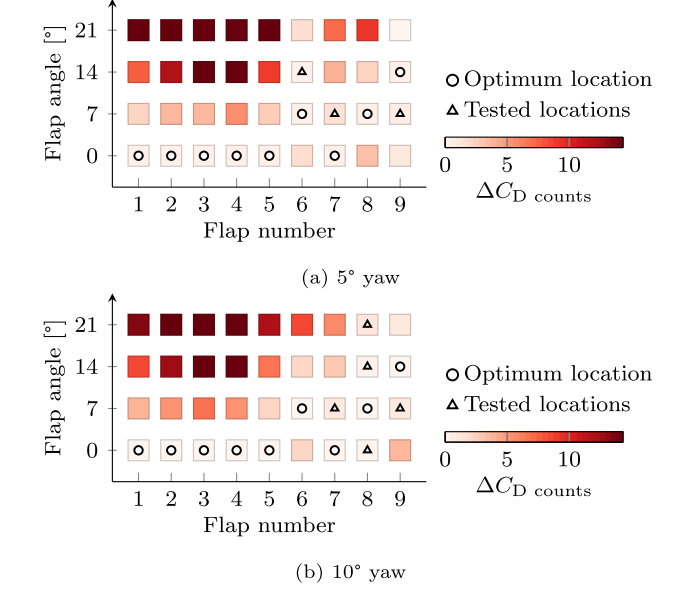 Flap angle [°]
21
14
7
0
1 2 3 4 5 6 7 8 9
Flap number
Optimum location
Tested locations
0 5 10
ΔC_D counts
(a) 5° yaw
Flap angle [°]
21
14
7
0
1 2 3 4 5 6 7 8 9
Flap number
Optimum location
Tested locations
0 5 10
ΔC_D counts
(b) 10° yaw